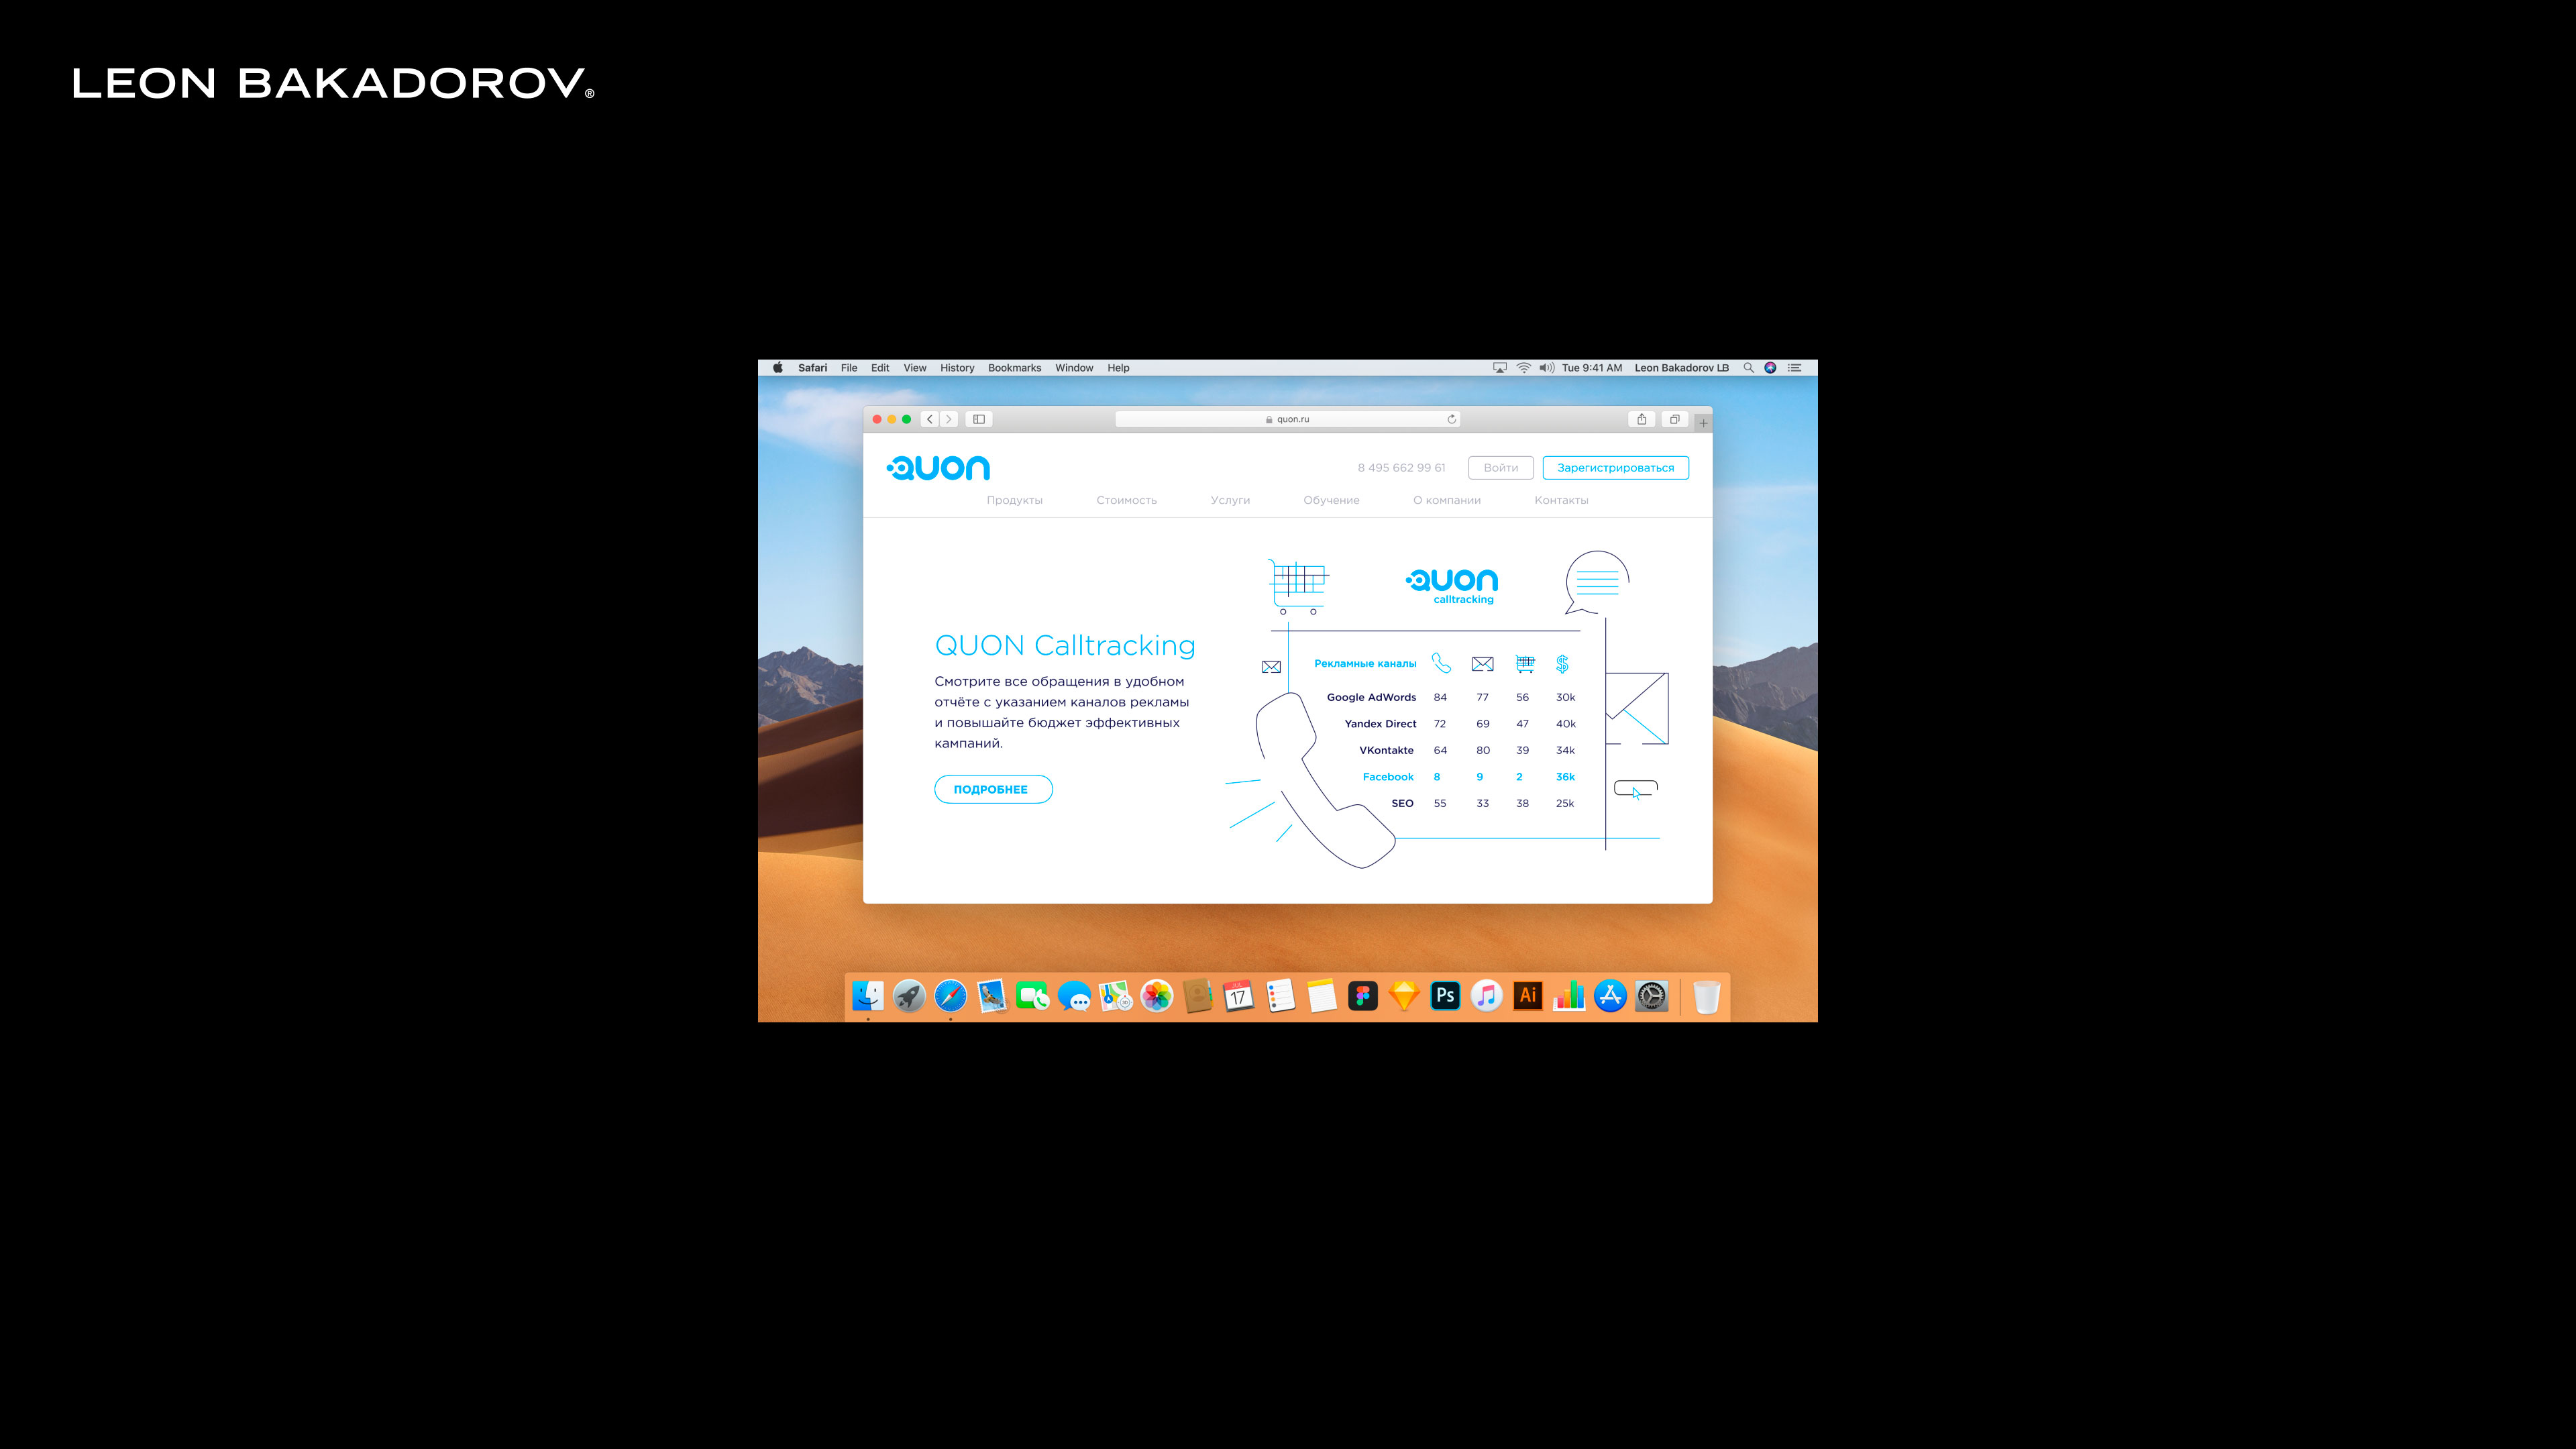 LEON BAKADOROV®
Safari File Edit View History Bookmarks Window Help
Tue 9:41 AM Leon Bakadorov LB
quon.ru
QUON
8 495 662 99 61
Войти
Зарегистрироваться
Продукты Стоимость Услуги Обучение О компании Контакты
QUON Calltracking
Смотрите все обращения в удобном
отчёте с указанием каналов рекламы
и повышайте бюджет эффективных
кампаний.
ПОДРОБНЕЕ
QUON
calltracking
Рекламные каналы $
Google AdWords 84 77 56 30k
Yandex Direct 72 69 47 40k
VKontakte 64 80 39 34k
Facebook 8 9 2 36k
SEO 55 33 38 25k
JUL
17
Ps
Ai